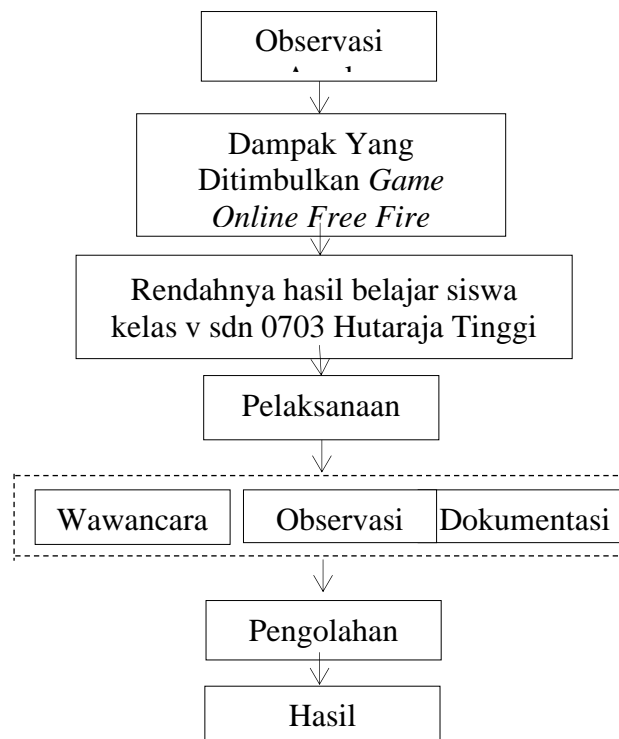 Observasi
Dampak Yang
Ditimbulkan Game
Online Free Fire
Rendahnya hasil belajar siswa
kelas v sdn 0703 Hutaraja Tinggi
Pelaksanaan
Wawancara Observasi Dokumentasi
Pengolahan
Hasil